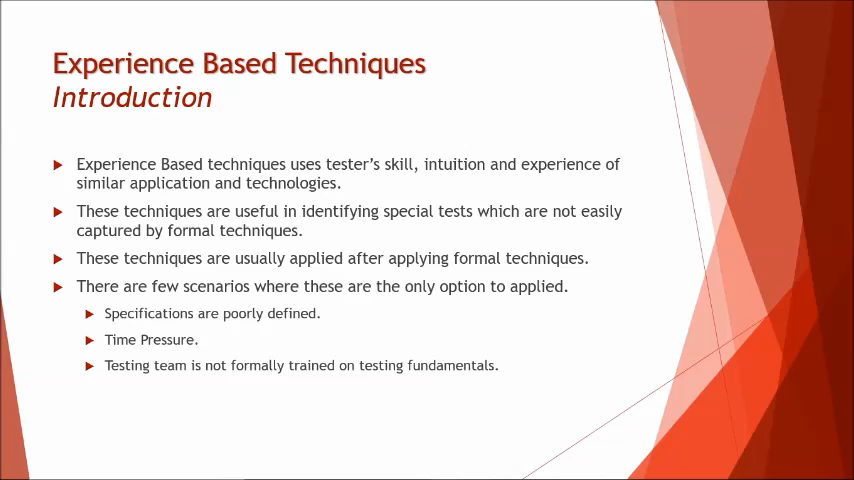 Experience Based Techniques
Introduction
Experience Based techniques uses tester's skill, intuition and experience of
similar application and technologies.
These techniques are useful in identifying special tests which are not easily
captured by formal techniques.
These techniques are usually applied after applying formal techniques.
There are few scenarios where these are the only option to applied.
Specifications are poorly defined.
Time Pressure.
Testing team is not formally trained on testing fundamentals.